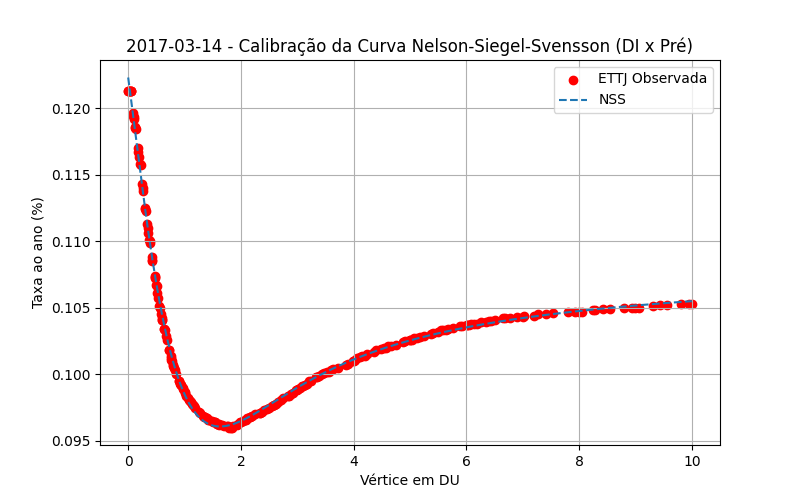 2017-03-14 - Calibração da Curva Nelson-Siegel-Svensson (DI x Pré)
ETTJ Observada
NSS
Taxa ao ano (%)
0.120
0.115
0.110
0.105
0.100
0.095
0
2
4
6
8
10
Vértice em DU